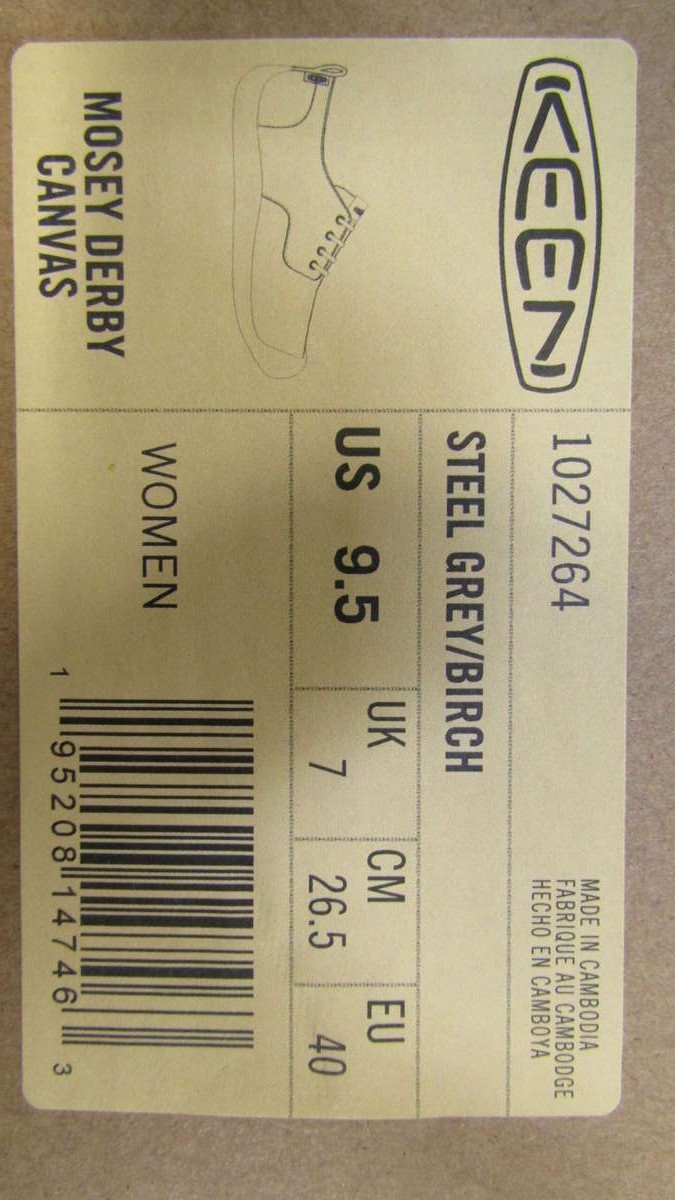 KEEN
MOSEY DERBY
CANVAS
1027264
MADE IN CAMBODIA
FABRIQUE AU CAMBODGE
HECHO EN CAMBOYA
STEEL GREY/BIRCH
US 9.5
UK
7
CM
26.5
EU
40
WOMEN
1 95208 14746 3